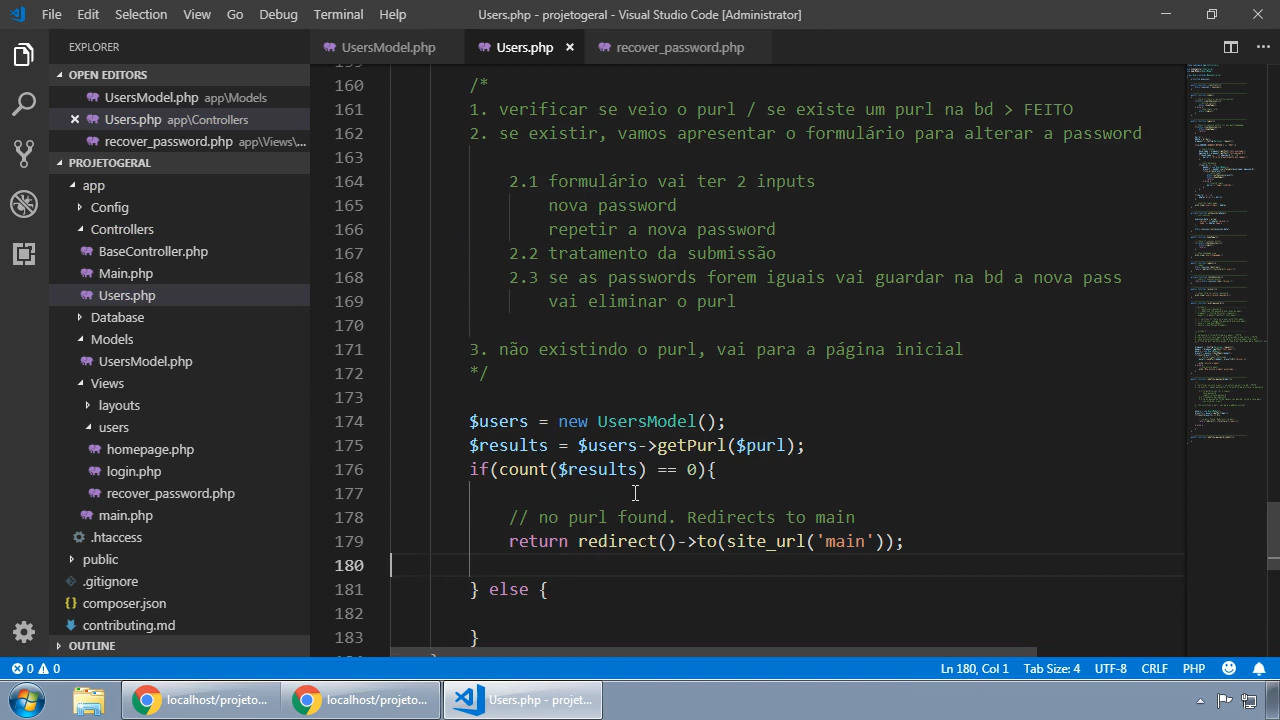 File Edit Selection View Go Debug Terminal Help
Users.php - projetogeral - Visual Studio Code [Administrator]
EXPLORER
OPEN EDITORS
UsersModel.php app\Models
Users.php app\Controllers
recover_password.php app\Views\...
PROJETOGERAL
app
Config
Controllers
BaseController.php
Main.php
Users.php
Database
Models
UsersModel.php
Views
layouts
users
homepage.php
login.php
recover_password.php
main.php
.htaccess
public
.gitignore
composer.json
contributing.md
OUTLINE
UsersModel.php Users.php recover_password.php
160 /*
161 1. verificar se veio o purl / se existe um purl na bd > FEITO
162 2. se existir, vamos apresentar o formulário para alterar a password
163
164 2.1 formulário vai ter 2 inputs
165 nova password
166 repetir a nova password
167 2.2 tratamento da submissão
168 2.3 se as passwords forem iguais vai guardar na bd a nova pass
169 vai eliminar o purl
170
171 3. não existindo o purl, vai para a página inicial
172 */
173
174 $users = new UsersModel();
175 $results = $users->getPurl($purl);
176 if(count($results) == 0){
177
178 // no purl found. Redirects to main
179 return redirect()->to(site_url('main'));
180
181 } else {
182
183 }
0 0
Ln 180, Col 1 Tab Size: 4 UTF-8 CRLF PHP
localhost/projeto... localhost/projeto... Users.php - projet...